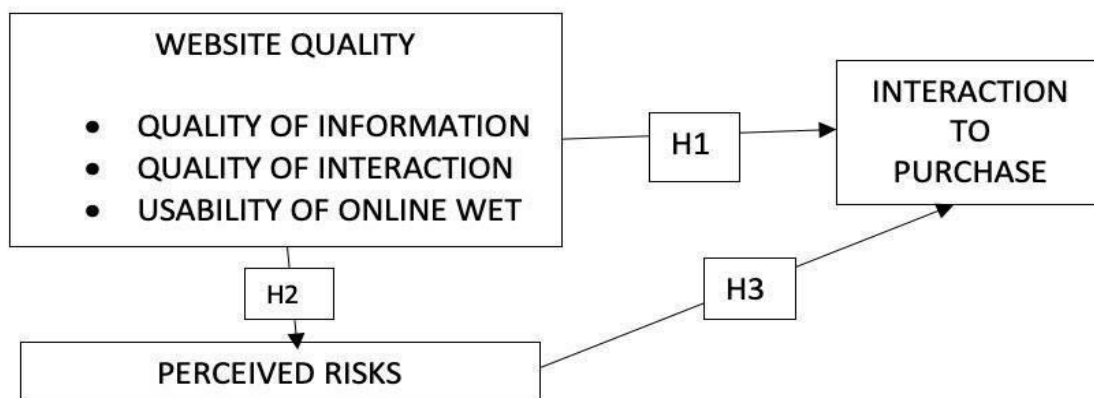 WEBSITE QUALITY
• QUALITY OF INFORMATION
• QUALITY OF INTERACTION
• USABILITY OF ONLINE WET
H1
INTERACTION
TO
PURCHASE
H2
H3
PERCEIVED RISKS